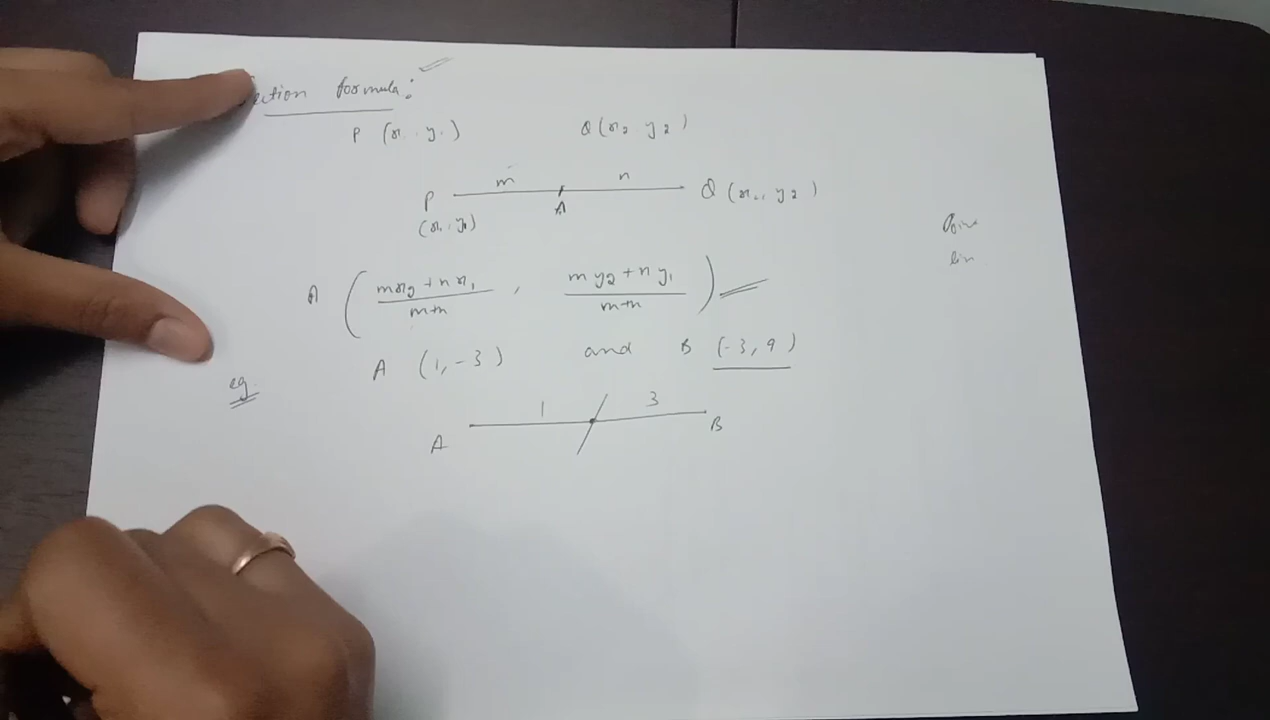 ection formula:
P (x1, y1) Q (x2 y2)
m n
P A Q (x2, y2)
(x1, y1)
A ( mx2 + nx1 / m+n , my2 + ny1 / m+n )
eg. A (1, -3) and B (-3, 9)
1 3
A B